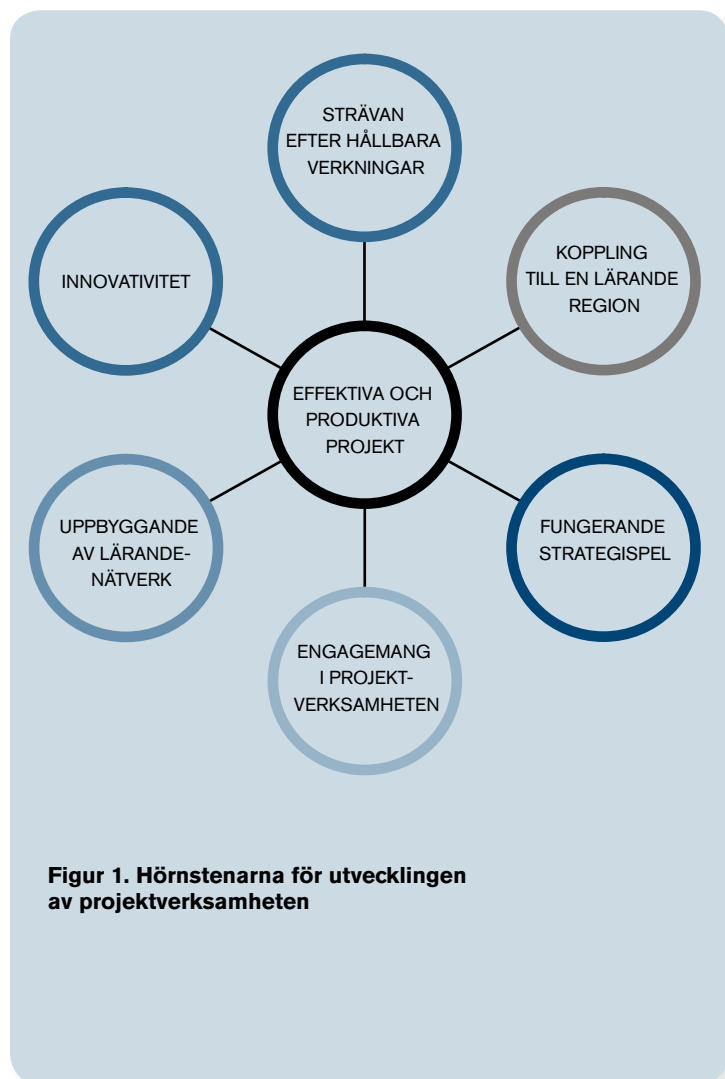 STRÄVAN
EFTER HÅLLBARA
VERKNINGAR
INNOVATIVITET
KOPPLING
TILL EN LÄRANDE
REGION
EFFEKTIVA OCH
PRODUKTIVA
PROJEKT
UPPBYGGANDE
AV LÄRANDE-
NÄTVERK
FUNGERANDE
STRATEGISPEL
ENGAGEMANG
I PROJEKT-
VERKSAMHETEN
Figur 1. Hörnstenarna för utvecklingen
av projektverksamheten